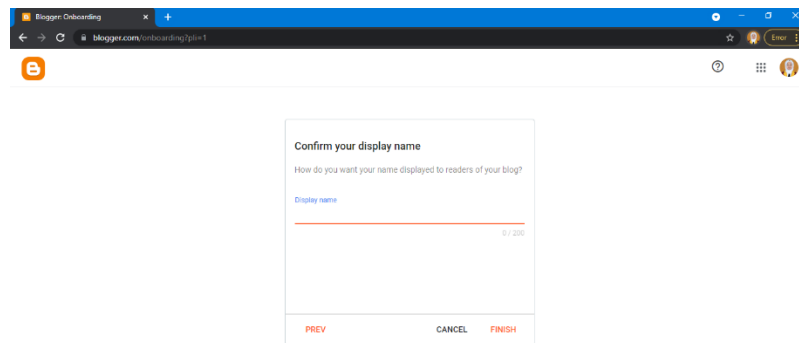 Blogger: Onboarding
blogger.com/onboarding?pli=1
Error
Confirm your display name
How do you want your name displayed to readers of your blog?
Display name
0 / 200
PREV CANCEL FINISH